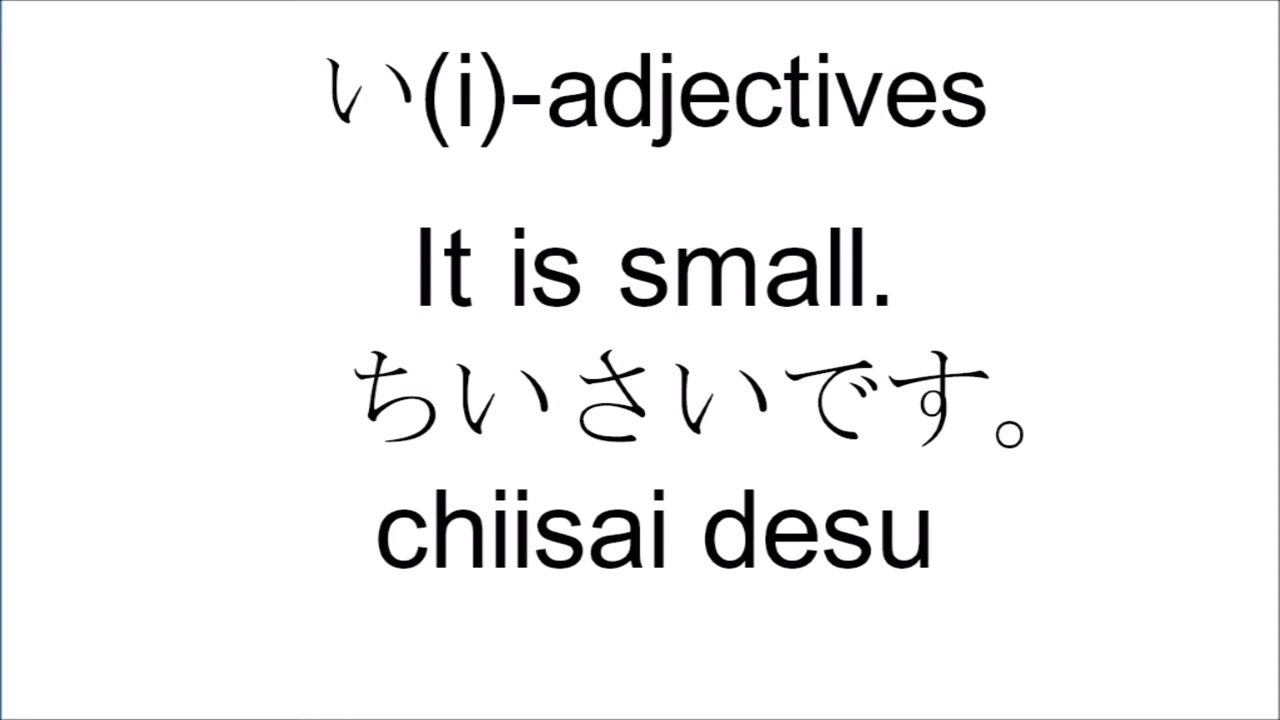 い(i)-adjectives
It is small.
ちいさいです。
chiisai desu